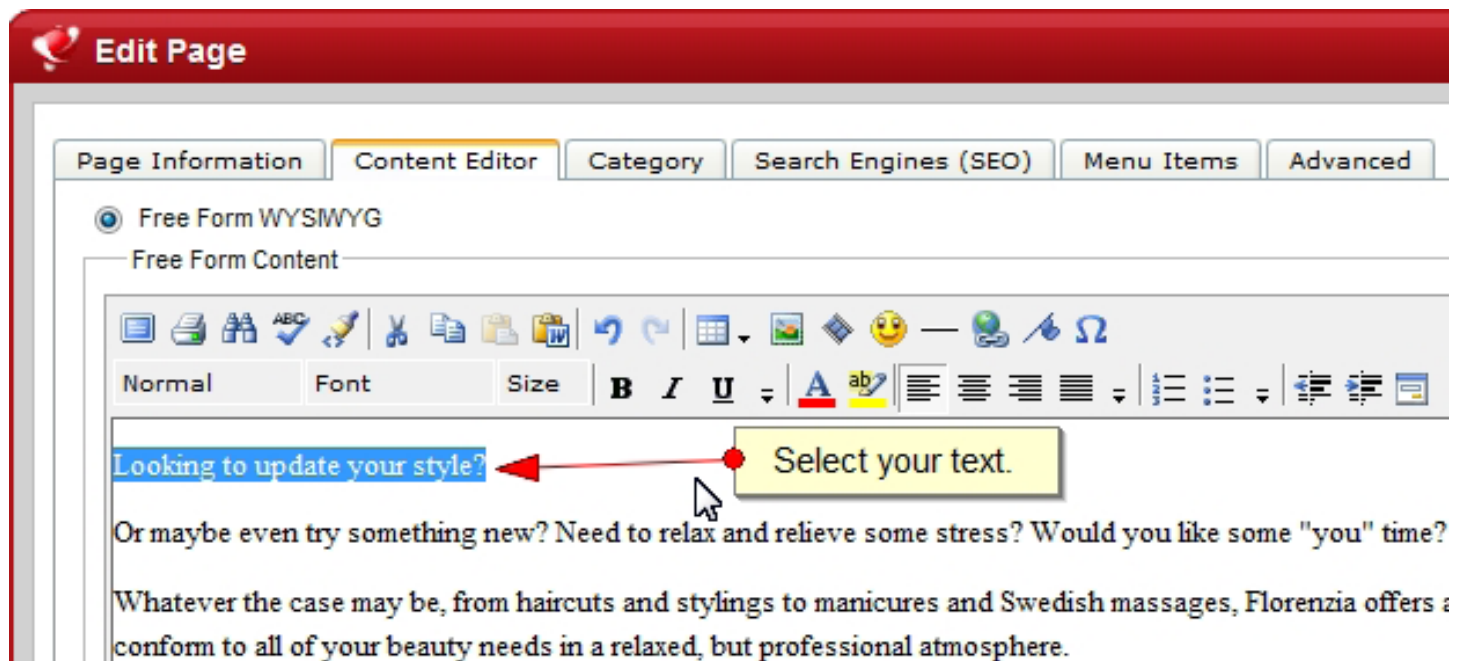 Edit Page
Page Information Content Editor Category Search Engines (SEO) Menu Items Advanced
Free Form WYSIWYG
Free Form Content
ABC
Normal Font Size B I U A ab
Looking to update your style?
Select your text.
Or maybe even try something new? Need to relax and relieve some stress? Would you like some "you" time?
Whatever the case may be, from haircuts and stylings to manicures and Swedish massages, Florenzia offers a
conform to all of your beauty needs in a relaxed, but professional atmosphere.